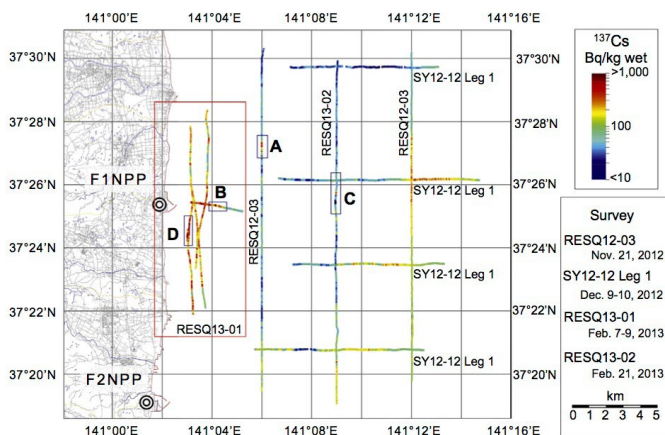 141°00'E 141°04'E 141°08'E 141°12'E 141°16'E
37°30'N
37°28'N
37°26'N
37°24'N
37°22'N
37°20'N
37°30'N
37°28'N
37°26'N
37°24'N
37°22'N
37°20'N
SY12-12 Leg 1
RESQ13-02
RESQ12-03
A
F1NPP
B
SY12-12 Leg 1
C
D
RESQ12-03
SY12-12 Leg 1
RESQ13-01
SY12-12 Leg 1
F2NPP
141°00'E 141°04'E 141°08'E 141°12'E 141°16'E
137Cs
Bq/kg wet
>1,000
100
<10
Survey
RESQ12-03
Nov. 21, 2012
SY12-12 Leg 1
Dec. 9-10, 2012
RESQ13-01
Feb. 7-9, 2013
RESQ13-02
Feb. 21, 2013
km
0 1 2 3 4 5